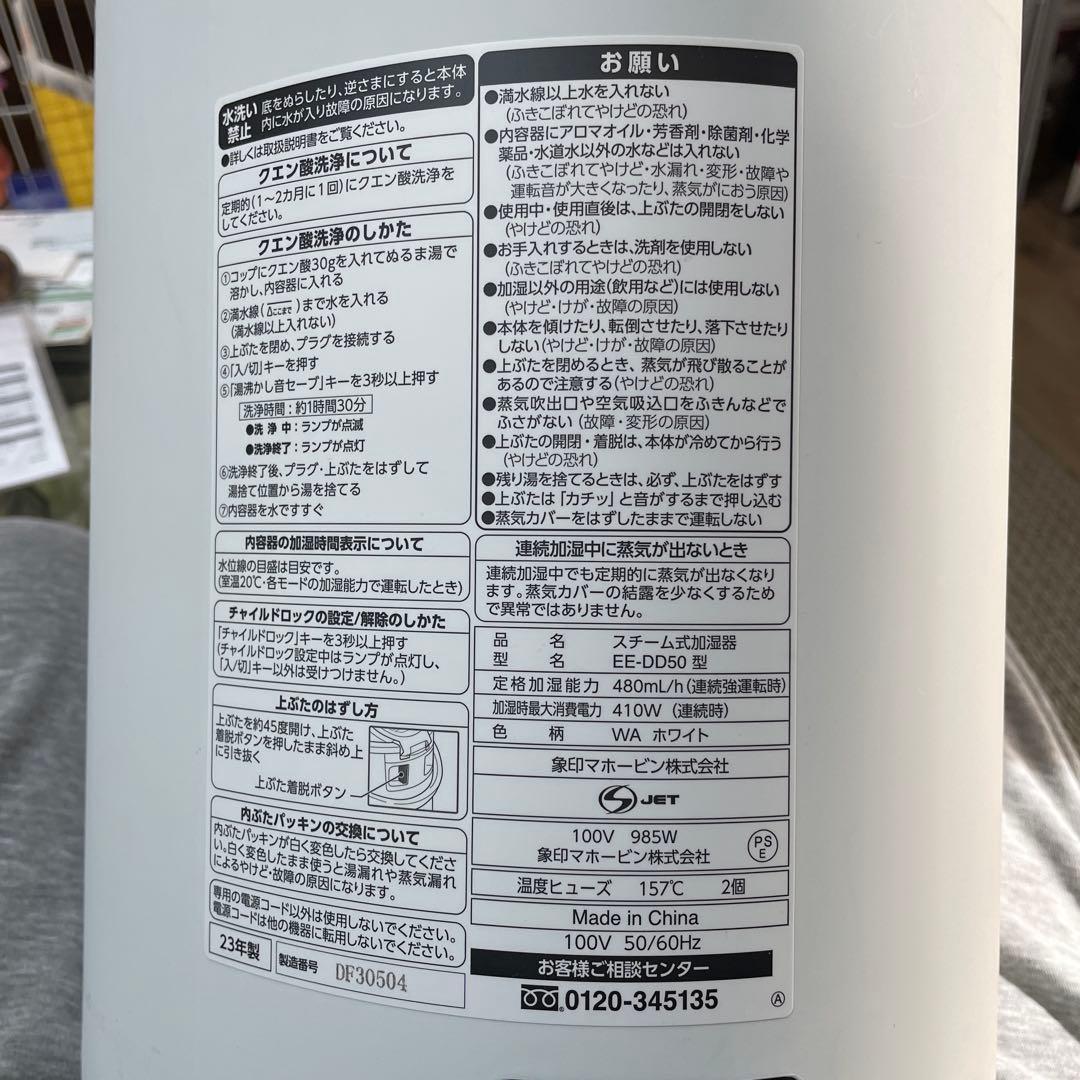 水洗い禁止 底をぬらしたり、逆さまにすると本体
内に水が入り故障の原因になります。
●詳しくは取扱説明書をご覧ください。
クエン酸洗浄について
定期的(1〜2カ月に1回)にクエン酸洗浄を
してください。
クエン酸洗浄のしかた
①コップにクエン酸30gを入れてぬるま湯で
溶かし、内容器に入れる
②満水線(△ここまで)まで水を入れる
(満水線以上入れない)
③上ぶたを閉め、プラグを接続する
④「入/切」キーを押す
⑤「湯沸かし音セーブ」キーを3秒以上押す
洗浄時間:約1時間30分
●洗浄中:ランプが点滅
●洗浄終了:ランプが点灯
⑥洗浄終了後、プラグ・上ぶたをはずして
湯捨て位置から湯を捨てる
⑦内容器を水ですすぐ
内容器の加湿時間表示について
水位線の目盛は目安です。
(室温20℃・各モードの加湿能力で運転したとき)
チャイルドロックの設定/解除のしかた
「チャイルドロック」キーを3秒以上押す
(チャイルドロック設定中はランプが点灯し、
「入/切」キー以外は受けつけません。)
上ぶたのはずし方
上ぶたを約45度開け、上ぶた
着脱ボタンを押したまま斜め上
に引き抜く
上ぶた着脱ボタン
内ぶたパッキンの交換について
内ぶたパッキンが白く変色したら交換してくださ
い。白く変色したまま使うと湯漏れや蒸気漏れ
によるやけど・故障の原因になります。
専用の電源コード以外は使用しないでください。
電源コードは他の機器に転用しないでください。
23年製 製造番号 DF30504
お願い
●満水線以上水を入れない
(ふきこぼれてやけどの恐れ)
●内容器にアロマオイル・芳香剤・除菌剤・化学
薬品・水道水以外の水などは入れない
(ふきこぼれてやけど・水漏れ・変形・故障や
運転音が大きくなったり、蒸気がにおう原因)
●使用中・使用直後は、上ぶたの開閉をしない
(やけどの恐れ)
●お手入れするときは、洗剤を使用しない
(ふきこぼれてやけどの恐れ)
●加湿以外の用途(飲用など)には使用しない
(やけど・けが・故障の原因)
●本体を傾けたり、転倒させたり、落下させたり
しない(やけど・けが・故障の原因)
●上ぶたを閉めるとき、蒸気が飛び散ることが
あるので注意する(やけどの恐れ)
●蒸気吹出口や空気吸込口をふきんなどで
ふさがない(故障・変形の原因)
●上ぶたの開閉・着脱は、本体が冷めてから行う
(やけどの恐れ)
●残り湯を捨てるときは、必ず、上ぶたをはずす
●上ぶたは「カチッ」と音がするまで押し込む
●蒸気カバーをはずしたままで運転しない
連続加湿中に蒸気が出ないとき
連続加湿中でも定期的に蒸気が出なくなり
ます。蒸気カバーの結露を少なくするため
で異常ではありません。
品名 スチーム式加湿器
型名 EE-DD50 型
定格加湿能力 480mL/h(連続強運転時)
加湿時最大消費電力 410W (連続時)
色柄 WA ホワイト
象印マホービン株式会社
S JET
100V 985W
象印マホービン株式会社
PS
E
温度ヒューズ 157℃ 2個
Made in China
100V 50/60Hz
お客様ご相談センター
0120-345135
Ⓐ